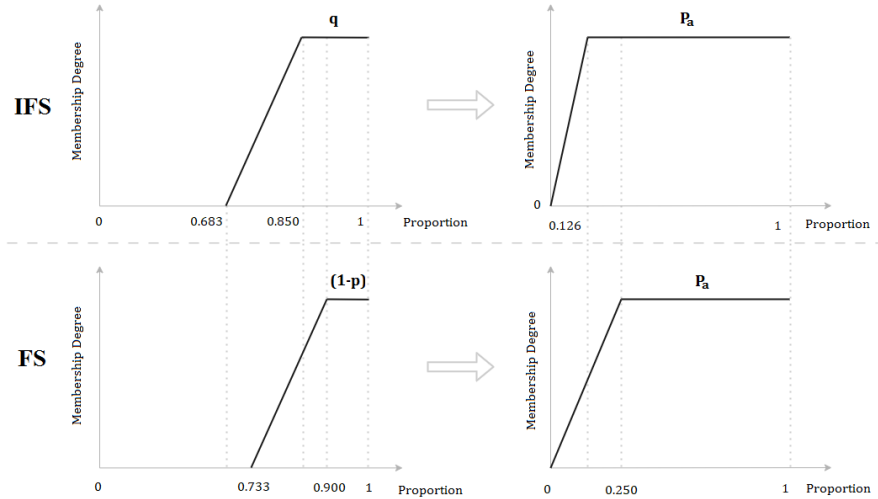 q
Membership Degree
IFS
0
0.683
0.850
1
Proportion
Pa
Membership Degree
0
0.126
1
Proportion
(1-p)
Membership Degree
FS
0
0.733
0.900
1
Proportion
Pa
Membership Degree
0
0.250
1
Proportion